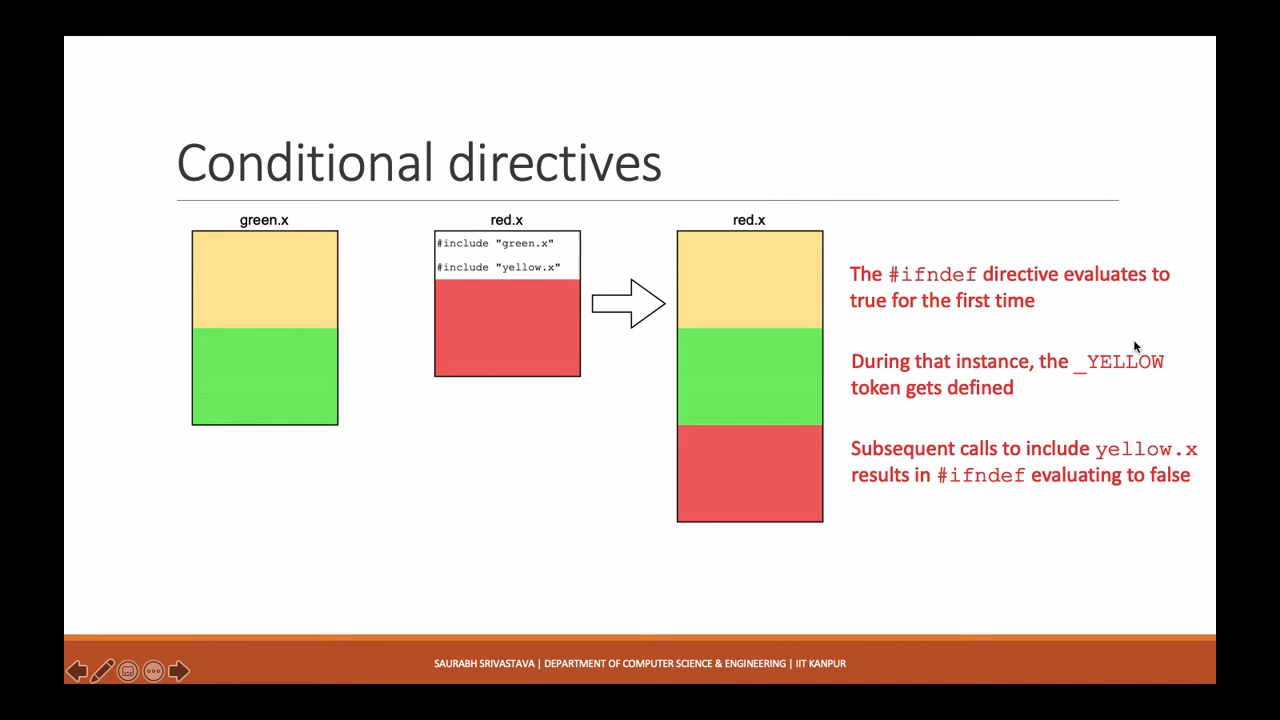 Conditional directives
green.x
red.x
#include "green.x"
#include "yellow.x"
red.x
The #ifndef directive evaluates to
true for the first time
During that instance, the _YELLOW
token gets defined
Subsequent calls to include yellow.x
results in #ifndef evaluating to false
SAURABH SRIVASTAVA | DEPARTMENT OF COMPUTER SCIENCE & ENGINEERING | IIT KANPUR